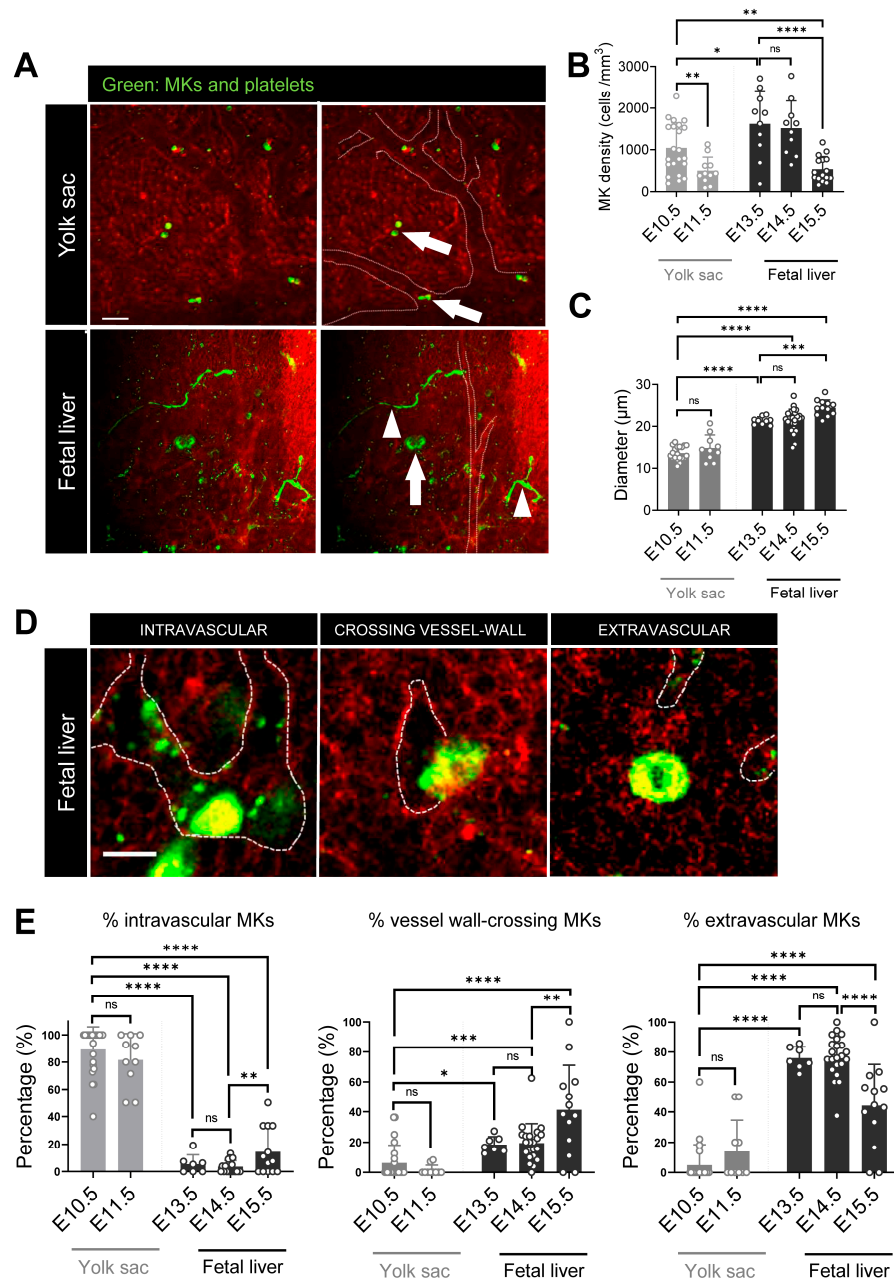 A
Green: MKs and platelets
Yolk sac
Fetal liver
B
MK density (cells /mm³)
3000
2000
1000
0
**
****
*
ns
**
E10.5
E11.5
E13.5
E14.5
E15.5
Yolk sac
Fetal liver
C
Diameter (µm)
30
20
10
0
****
****
***
****
ns
ns
E10.5
E11.5
E13.5
E14.5
E15.5
Yolk sac
Fetal liver
D
INTRAVASCULAR
CROSSING VESSEL-WALL
EXTRAVASCULAR
Fetal liver
E
% intravascular MKs
Percentage (%)
100
80
60
40
20
0
****
****
****
ns
**
ns
E10.5
E11.5
E13.5
E14.5
E15.5
Yolk sac
Fetal liver
% vessel wall-crossing MKs
Percentage (%)
100
80
60
40
20
0
****
**
***
ns
*
ns
E10.5
E11.5
E13.5
E14.5
E15.5
Yolk sac
Fetal liver
% extravascular MKs
Percentage (%)
100
80
60
40
20
0
****
****
ns
****
****
ns
E10.5
E11.5
E13.5
E14.5
E15.5
Yolk sac
Fetal liver